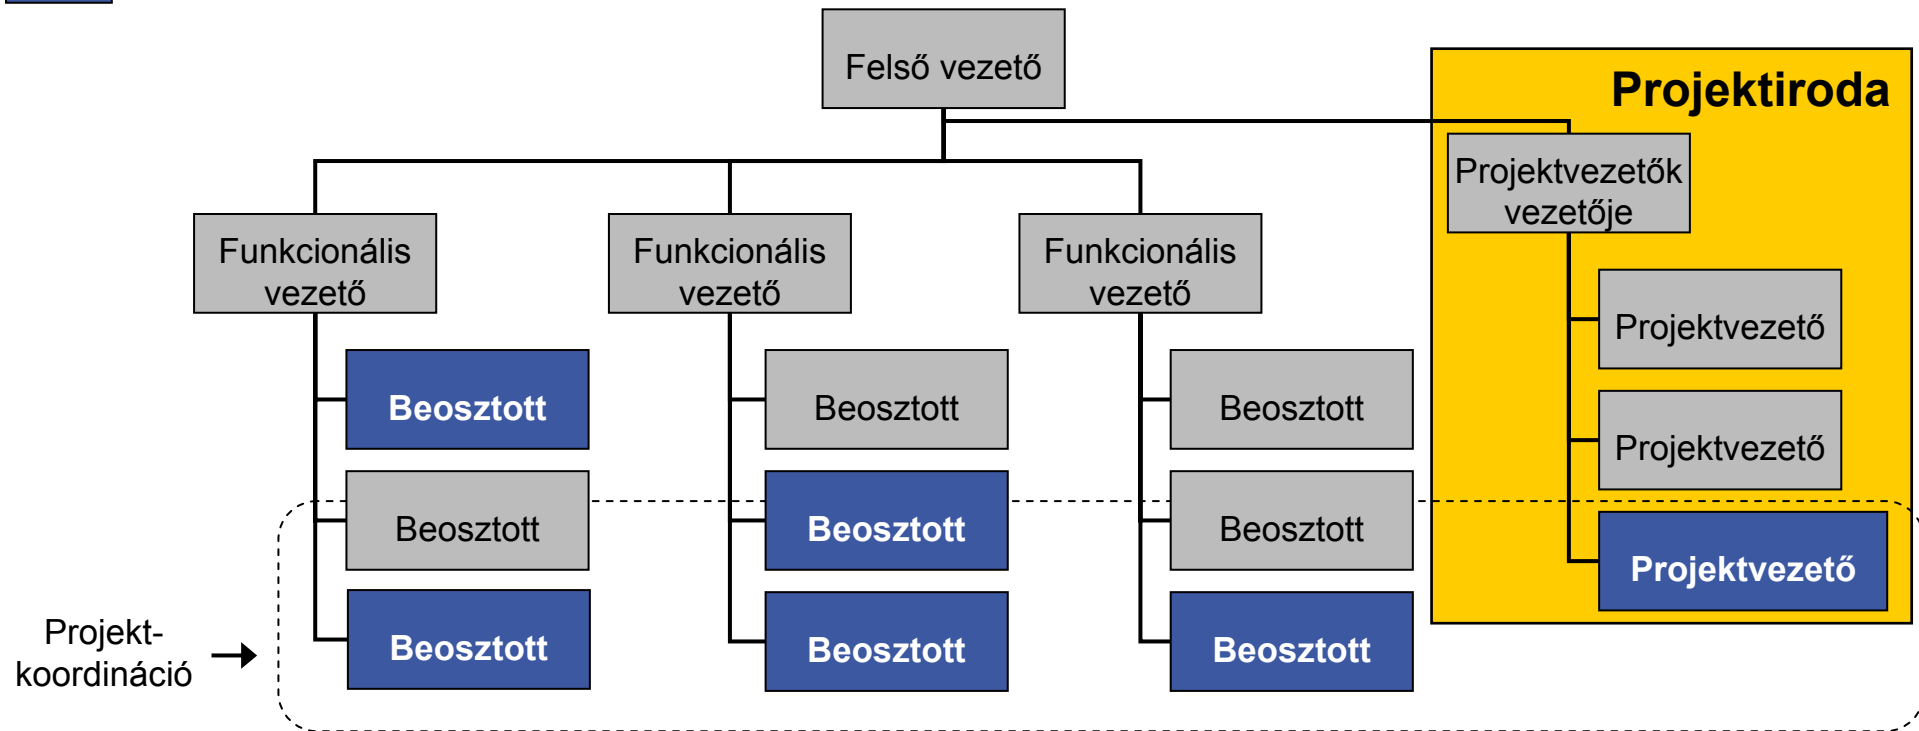 Felső vezető
Projektiroda
Projektvezetők
vezetője
Funkcionális
vezető
Funkcionális
vezető
Funkcionális
vezető
Projektvezető
Beosztott
Beosztott
Beosztott
Projektvezető
Beosztott
Beosztott
Beosztott
Projektvezető
Projekt-
koordináció
Beosztott
Beosztott
Beosztott